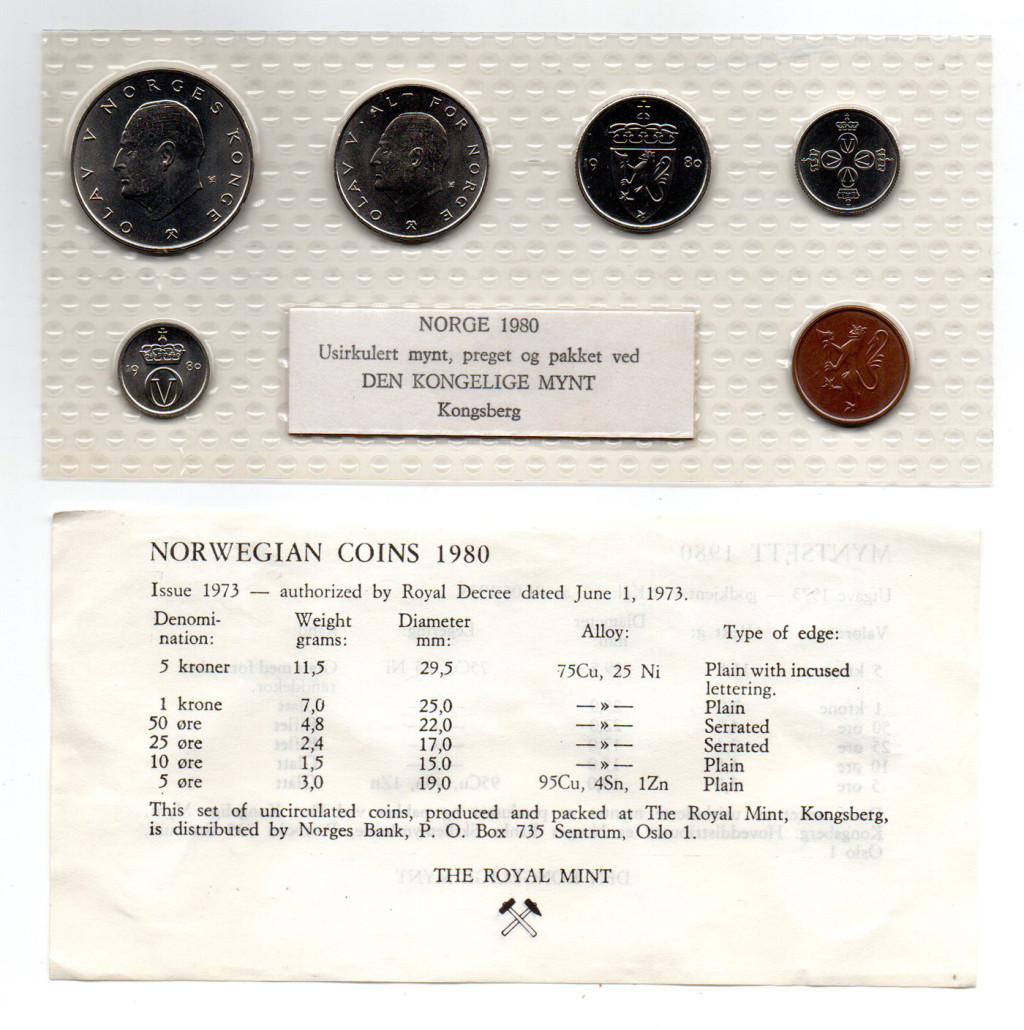 OLAV V NORGES KONGE
OLAV V · ALT FOR NORGE
19 80
V V V V
19 80
V
NORGE 1980
Usirkulert mynt, preget og pakket ved
DEN KONGELIGE MYNT
Kongsberg
NORWEGIAN COINS 1980
Issue 1973 — authorized by Royal Decree dated June 1, 1973.
Denomi- Weight Diameter
nation: grams: mm: Alloy: Type of edge:
5 kroner 11,5 29,5 75Cu, 25 Ni Plain with incused
lettering.
1 krone 7,0 25,0 —»— Plain
50 øre 4,8 22,0 —»— Serrated
25 øre 2,4 17,0 —»— Serrated
10 øre 1,5 15.0 —»— Plain
5 øre 3,0 19,0 95Cu, 4Sn, 1Zn Plain
This set of uncirculated coins, produced and packed at The Royal Mint, Kongsberg,
is distributed by Norges Bank, P. O. Box 735 Sentrum, Oslo 1.
THE ROYAL MINT